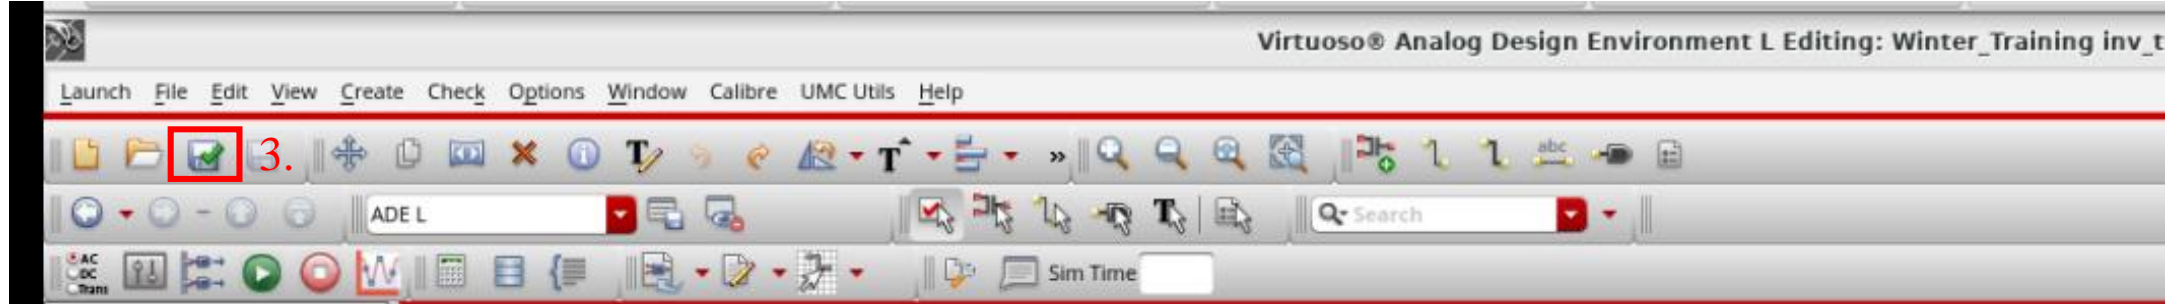 Virtuoso® Analog Design Environment L Editing: Winter_Training inv_t
Launch File Edit View Create Check Options Window Calibre UMC Utils Help
3. T T abc
ADE L T Search
AC
DC
Trans
Sim Time